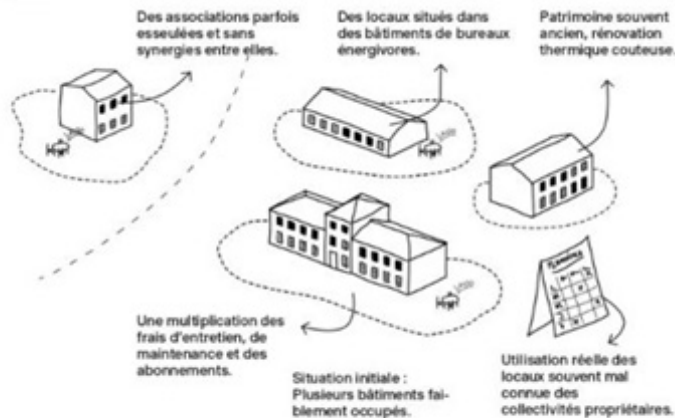 Des associations parfois
esseulées et sans
synergies entre elles.
Des locaux situés dans
des bâtiments de bureaux
énergivores.
Patrimoine souvent
ancien, rénovation
thermique couteuse.
Une multiplication des
frais d'entretien, de
maintenance et des
abonnements.
Situation initiale :
Plusieurs bâtiments fai-
blement occupés.
Utilisation réelle des
locaux souvent mal
connue des
collectivités propriétaires.